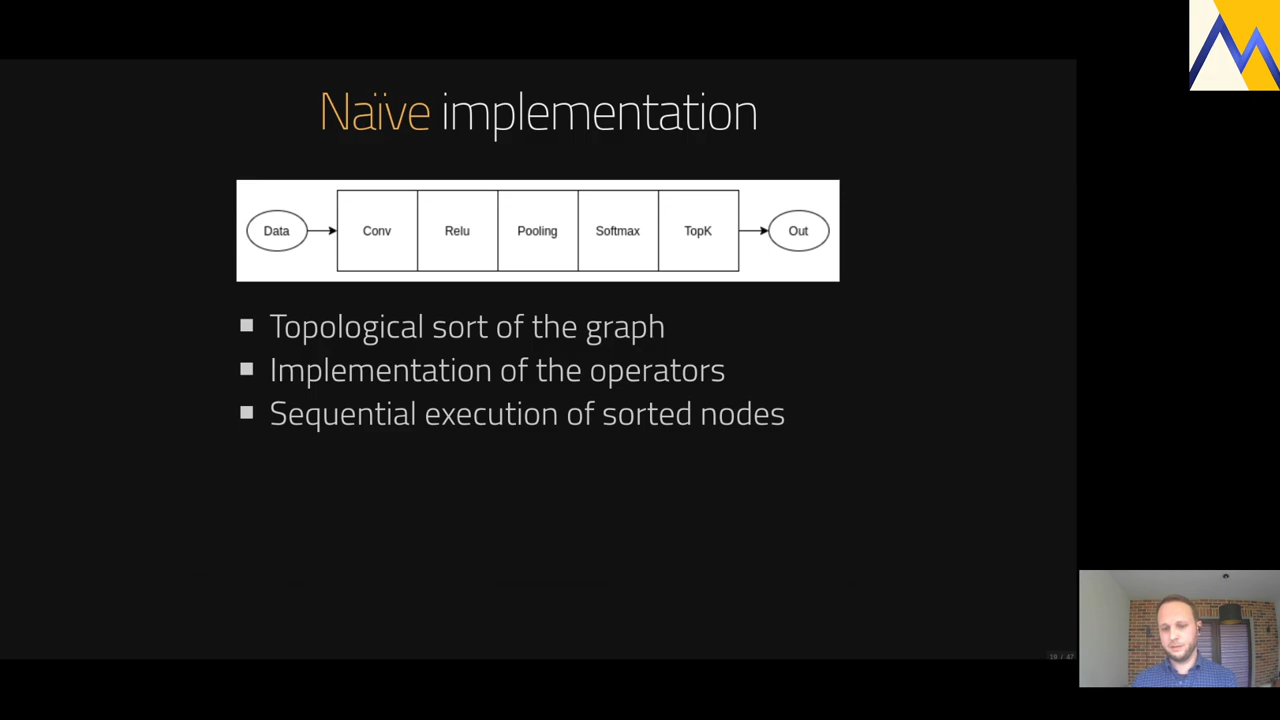 Naïve implementation
Data
Conv
Relu
Pooling
Softmax
TopK
Out
Topological sort of the graph
Implementation of the operators
Sequential execution of sorted nodes